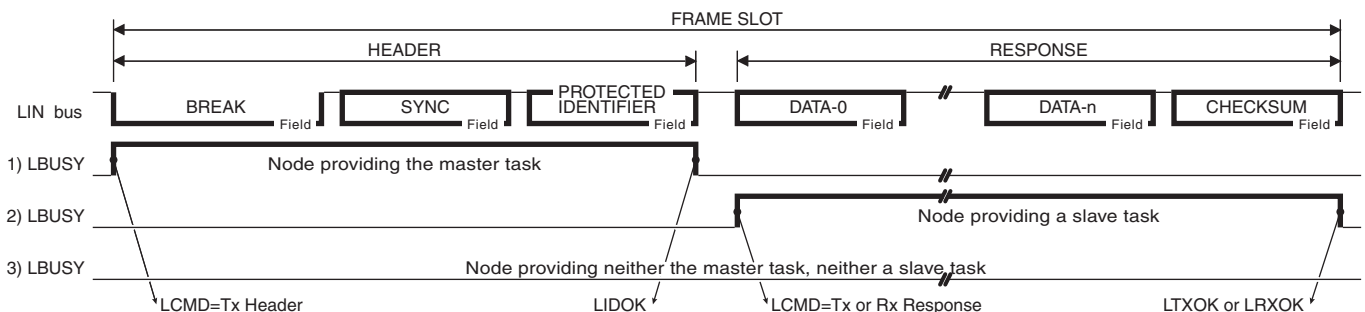 FRAME SLOT
HEADER RESPONSE
LIN bus BREAK Field SYNC Field PROTECTED IDENTIFIER Field DATA-0 Field DATA-n Field CHECKSUM Field
1) LBUSY Node providing the master task
2) LBUSY Node providing a slave task
3) LBUSY Node providing neither the master task, neither a slave task
LCMD=Tx Header LIDOK LCMD=Tx or Rx Response LTXOK or LRXOK